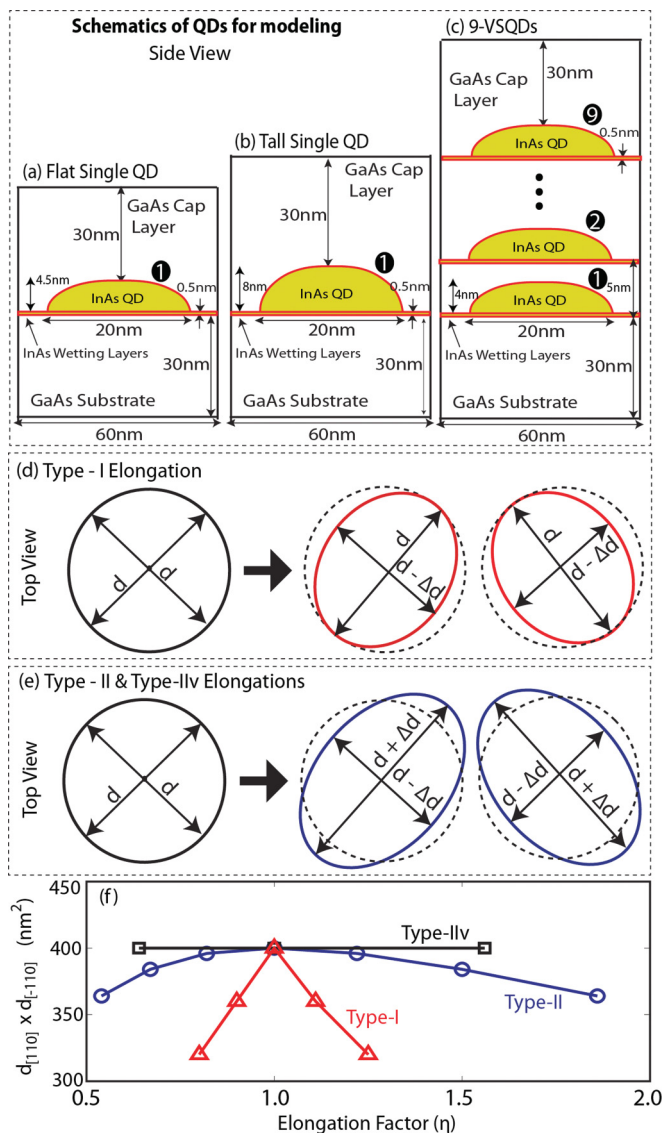 Schematics of QDs for modeling
Side View
(a) Flat Single QD
GaAs Cap
Layer
30nm
4.5nm
1
InAs QD
0.5nm
20nm
InAs Wetting Layers
30nm
GaAs Substrate
60nm
(b) Tall Single QD
GaAs Cap
Layer
30nm
8nm
1
InAs QD
0.5nm
20nm
InAs Wetting Layers
30nm
GaAs Substrate
60nm
(c) 9-VSQDs
30nm
GaAs Cap
Layer
9
0.5nm
InAs QD
2
InAs QD
1
4nm
InAs QD
5nm
20nm
InAs Wetting Layers
30nm
GaAs Substrate
60nm
(d) Type - I Elongation
Top View
d
d
d
d - Δd
d
d - Δd
(e) Type - II & Type-IIv Elongations
Top View
d
d
d + Δd
d - Δd
d - Δd
d + Δd
(f)
d[110] x d[-110] (nm2)
450
400
350
300
Type-IIv
Type-II
Type-I
0.5
1.0
1.5
2.0
Elongation Factor (η)